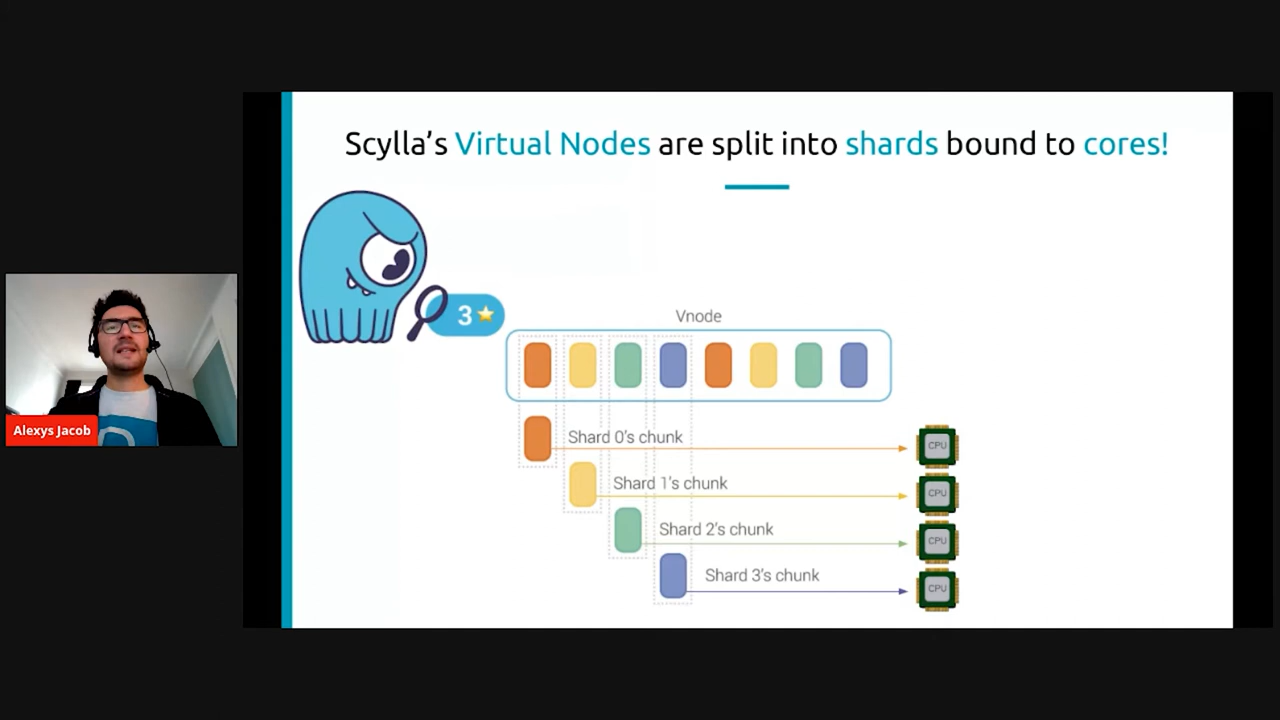 Scylla's Virtual Nodes are split into shards bound to cores!
3
Vnode
Shard 0's chunk
CPU
Shard 1's chunk
CPU
Shard 2's chunk
CPU
Shard 3's chunk
CPU
Alexys Jacob